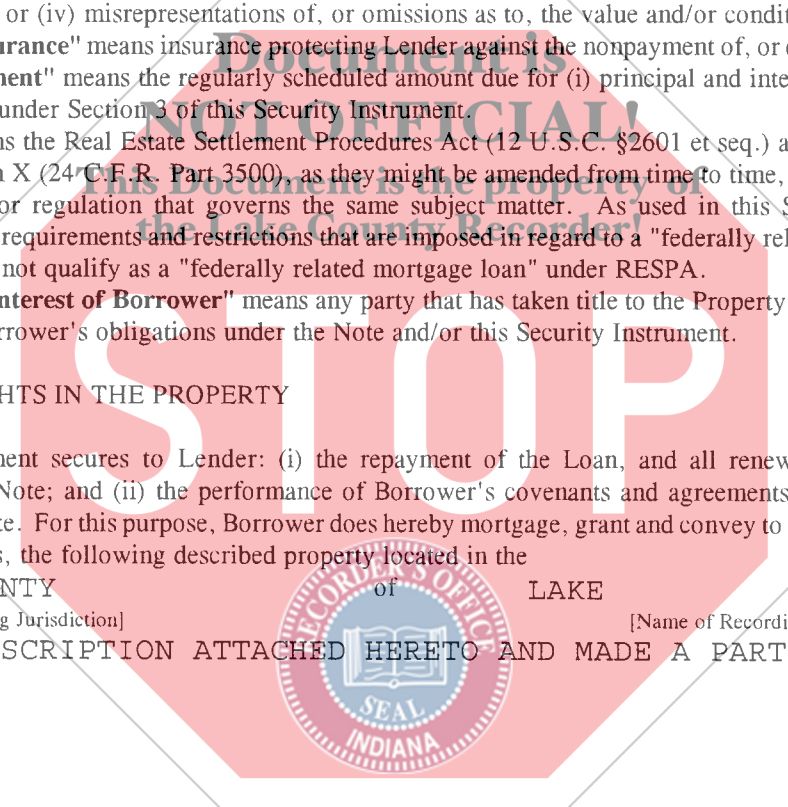 or (iv) misrepresentations of, or omissions as to, the value and/or condit
urance" means insurance protecting Lender against the nonpayment of, or
Document is
ment" means the regularly scheduled amount due for (i) principal and inte
under Section 3 of this Security Instrument.
NOT OFFICIAL!
ns the Real Estate Settlement Procedures Act (12 U.S.C. §2601 et seq.) a
X (24 C.F.R. Part 3500), as they might be amended from time to time,
This Document is the property of
or regulation that governs the same subject matter. As used in this S
the Lake County Recorder!
requirements and restrictions that are imposed in regard to a "federally rel
not qualify as a "federally related mortgage loan" under RESPA.
nterest of Borrower" means any party that has taken title to the Property
rrower's obligations under the Note and/or this Security Instrument.
STOP
HTS IN THE PROPERTY
nent secures to Lender: (i) the repayment of the Loan, and all renew
Note; and (ii) the performance of Borrower's covenants and agreements
te. For this purpose, Borrower does hereby mortgage, grant and convey to
s, the following described property located in the
NTY of LAKE
g Jurisdiction] [Name of Recordi
SCRIPTION ATTACHED HERETO AND MADE A PART
RECORDER'S OFFICE
SEAL
INDIANA